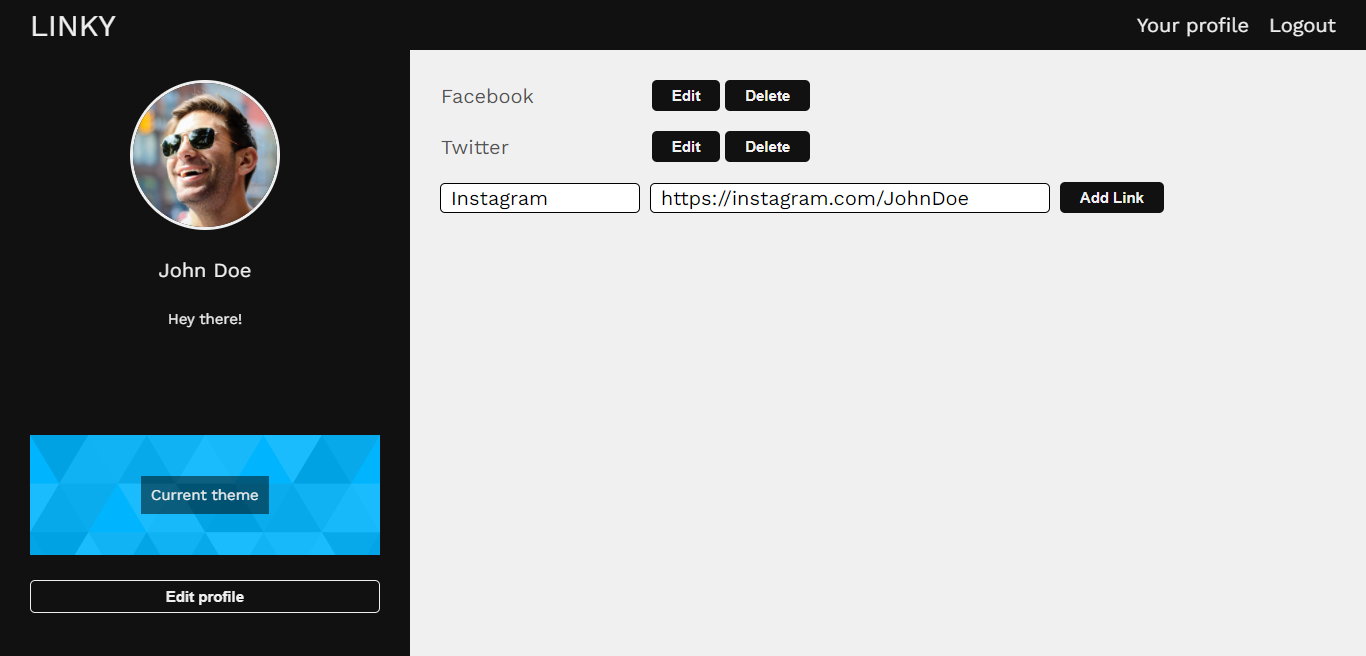 LINKY
Your profile Logout
John Doe
Hey there!
Current theme
Edit profile
Facebook Edit Delete
Twitter Edit Delete
Instagram https://instagram.com/JohnDoe Add Link